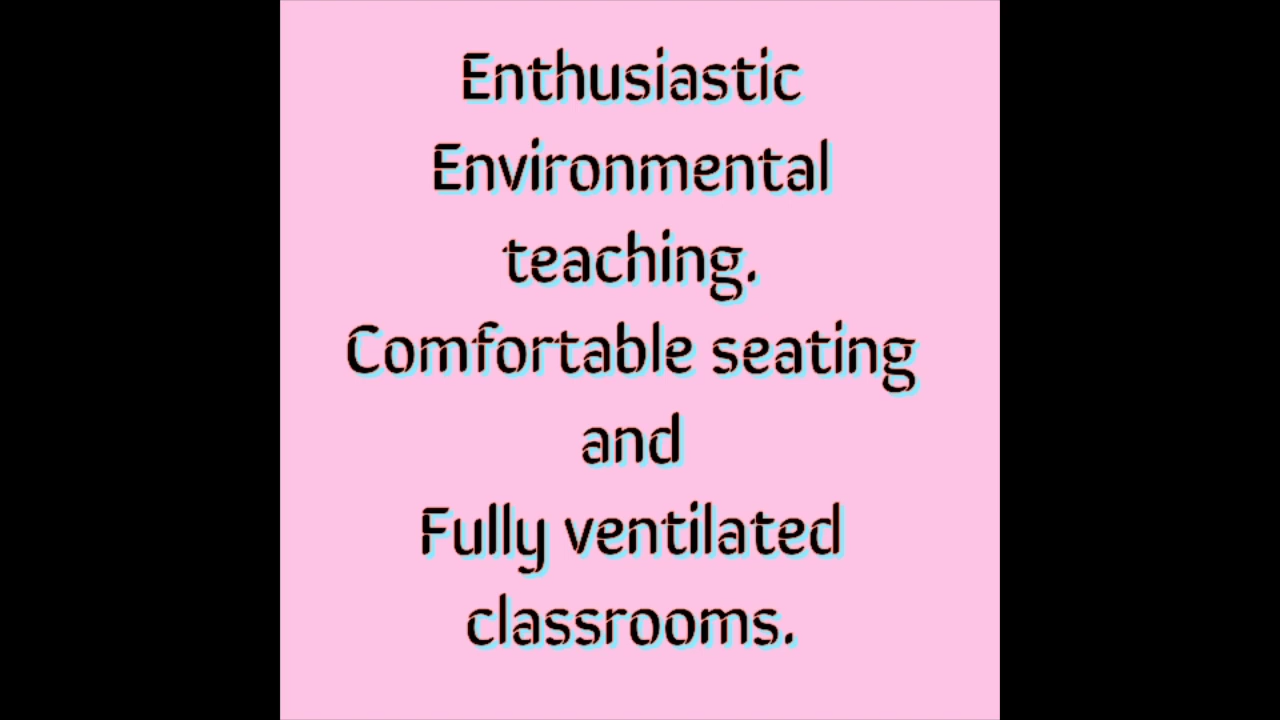 Enthusiastic
Environmental
teaching.
Comfortable seating
and
Fully ventilated
classrooms.